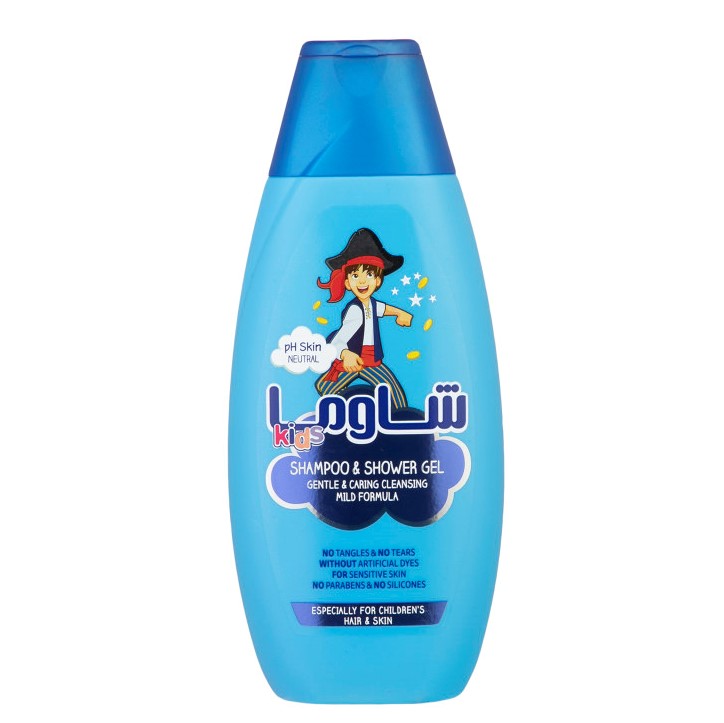 pH Skin
NEUTRAL
شاوما
kids
SHAMPOO & SHOWER GEL
GENTLE & CARING CLEANSING
MILD FORMULA
NO TANGLES & NO TEARS
WITHOUT ARTIFICIAL DYES
FOR SENSITIVE SKIN
NO PARABENS & NO SILICONES
ESPECIALLY FOR CHILDREN'S
HAIR & SKIN